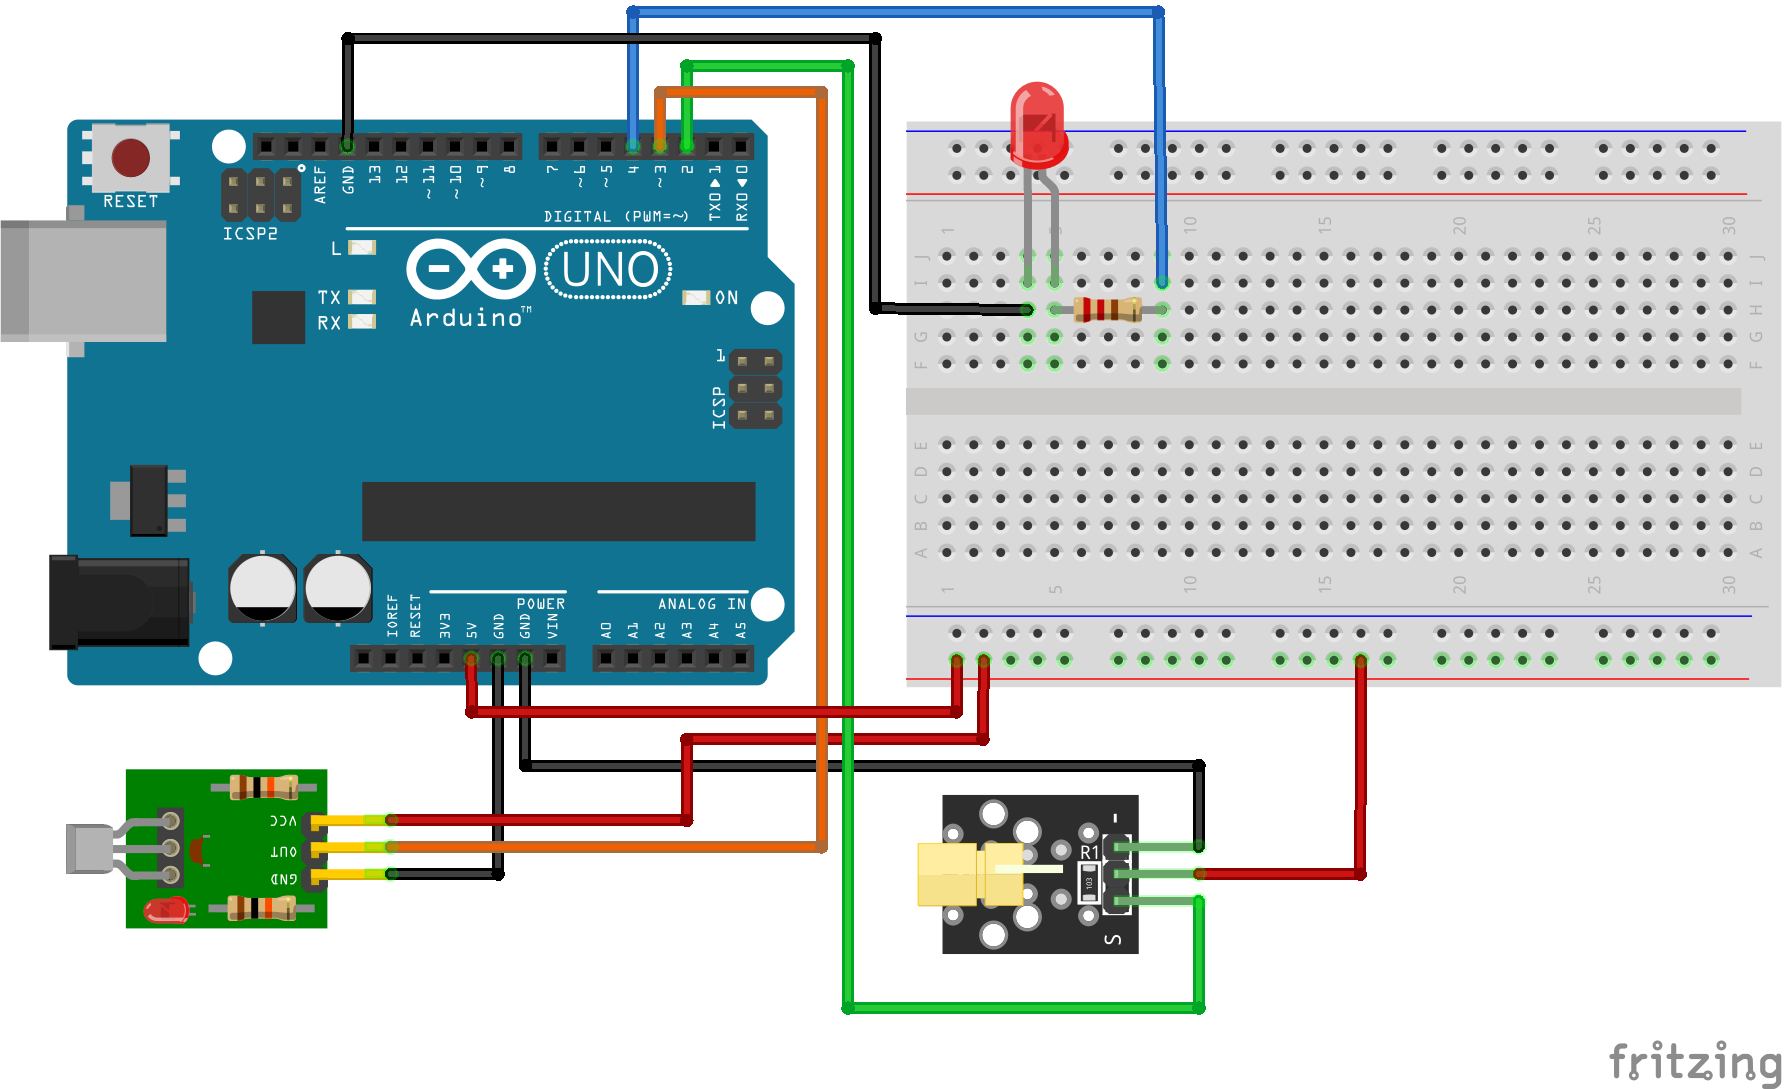 RESET
ICSP2
AREF
GND
13
12
~11
~10
~9
8
7
~6
~5
4
~3
2
TX0▶1
RX0◀0
DIGITAL (PWM=~)
L
TX
RX
UNO
ON
Arduino™
1
ICSP
IOREF
RESET
3V3
5V
GND
GND
VIN
POWER
ANALOG IN
A0
A1
A2
A3
A4
A5
1
5
10
15
20
25
30
J
J
I
I
H
H
G
G
F
F
E
E
D
D
C
C
B
B
A
A
1
5
10
15
20
25
30
VCC
OUT
GND
-
R1
103
S
fritzing